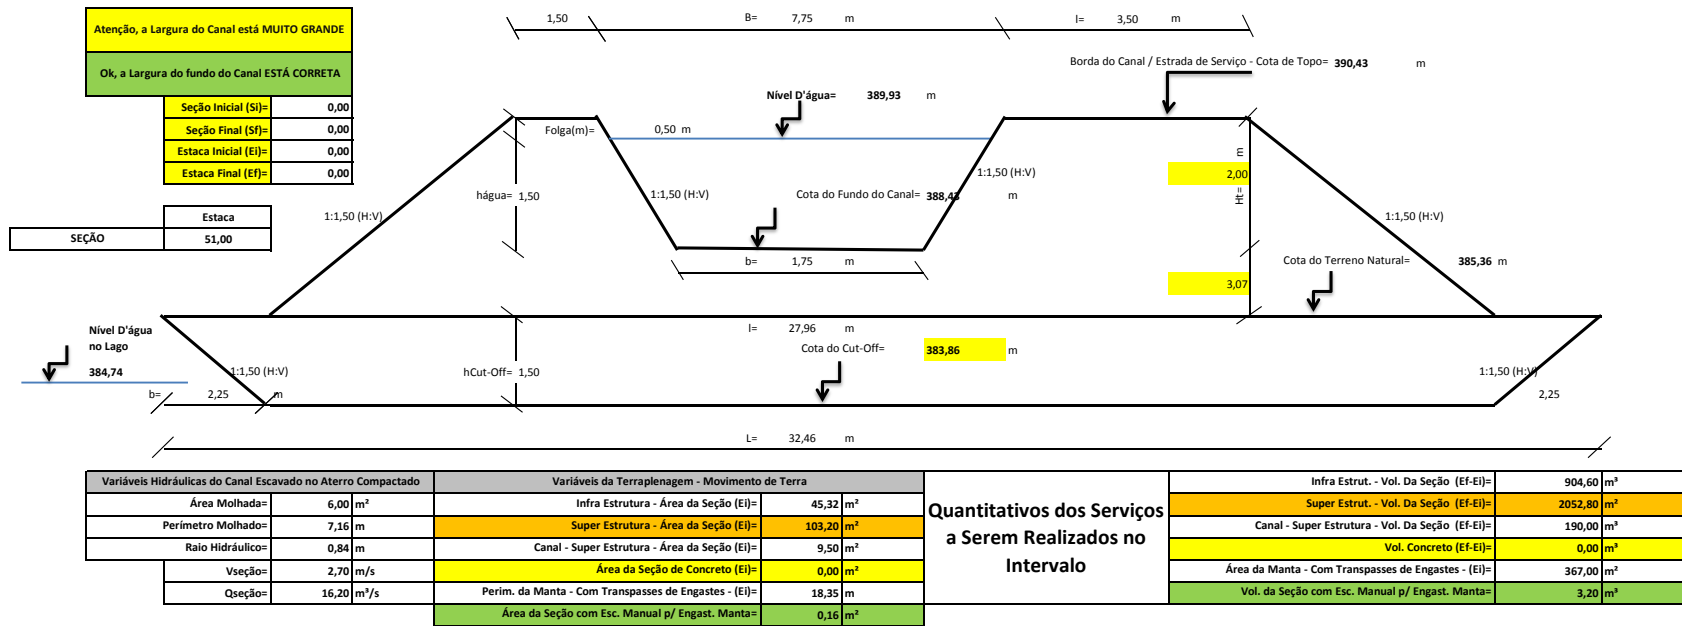 1,50 B= 7,75 m l= 3,50 m
Atenção, a Largura do Canal está MUITO GRANDE
Ok, a Largura do fundo do Canal ESTÁ CORRETA
Borda do Canal / Estrada de Serviço - Cota de Topo= 390,43 m
Nível D'água= 389,93 m
Seção Inicial (Si)= 0,00
Seção Final (Sf)= 0,00
Estaca Inicial (Ei)= 0,00
Estaca Final (Ef)= 0,00
Folga(m)= 0,50 m
1:1,50 (H:V)
m
2,00
Ht=
hágua= 1,50
1:1,50 (H:V)
Cota do Fundo do Canal= 388,43 m
Estaca
SEÇÃO 51,00
1:1,50 (H:V)
1:1,50 (H:V)
b= 1,75 m
Cota do Terreno Natural= 385,36 m
3,07
Nível D'água
no Lago
384,74
l= 27,96 m
Cota do Cut-Off= 383,86 m
hCut-Off= 1,50
1:1,50 (H:V)
1:1,50 (H:V)
b= 2,25 m
2,25
L= 32,46 m
Variáveis Hidráulicas do Canal Escavado no Aterro Compactado
Área Molhada= 6,00 m²
Perímetro Molhado= 7,16 m
Raio Hidráulico= 0,84 m
Vseção= 2,70 m/s
Qseção= 16,20 m³/s
Variáveis da Terraplenagem - Movimento de Terra
Infra Estrutura - Área da Seção (Ei)= 45,32 m²
Super Estrutura - Área da Seção (Ei)= 103,20 m²
Canal - Super Estrutura - Área da Seção (Ei)= 9,50 m²
Área da Seção de Concreto (Ei)= 0,00 m²
Perim. da Manta - Com Transpasses de Engastes - (Ei)= 18,35 m
Área da Seção com Esc. Manual p/ Engast. Manta= 0,16 m²
Quantitativos dos Serviços
a Serem Realizados no
Intervalo
Infra Estrut. - Vol. Da Seção (Ef-Ei)= 904,60 m³
Super Estrut. - Vol. Da Seção (Ef-Ei)= 2052,80 m²
Canal - Super Estrutura - Vol. Da Seção (Ef-Ei)= 190,00 m³
Vol. Concreto (Ef-Ei)= 0,00 m³
Área da Manta - Com Transpasses de Engastes - (Ei)= 367,00 m²
Vol. da Seção com Esc. Manual p/ Engast. Manta= 3,20 m³